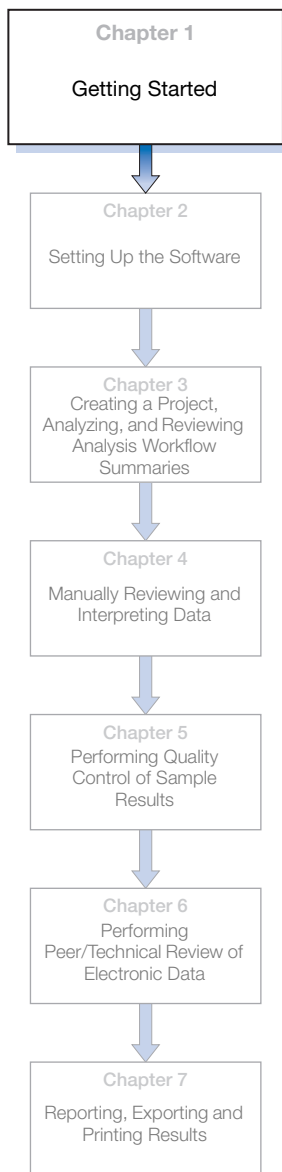 Chapter 1
Getting Started
Chapter 2
Setting Up the Software
Chapter 3
Creating a Project,
Analyzing, and Reviewing
Analysis Workflow
Summaries
Chapter 4
Manually Reviewing and
Interpreting Data
Chapter 5
Performing Quality
Control of Sample
Results
Chapter 6
Performing
Peer/Technical Review of
Electronic Data
Chapter 7
Reporting, Exporting and
Printing Results